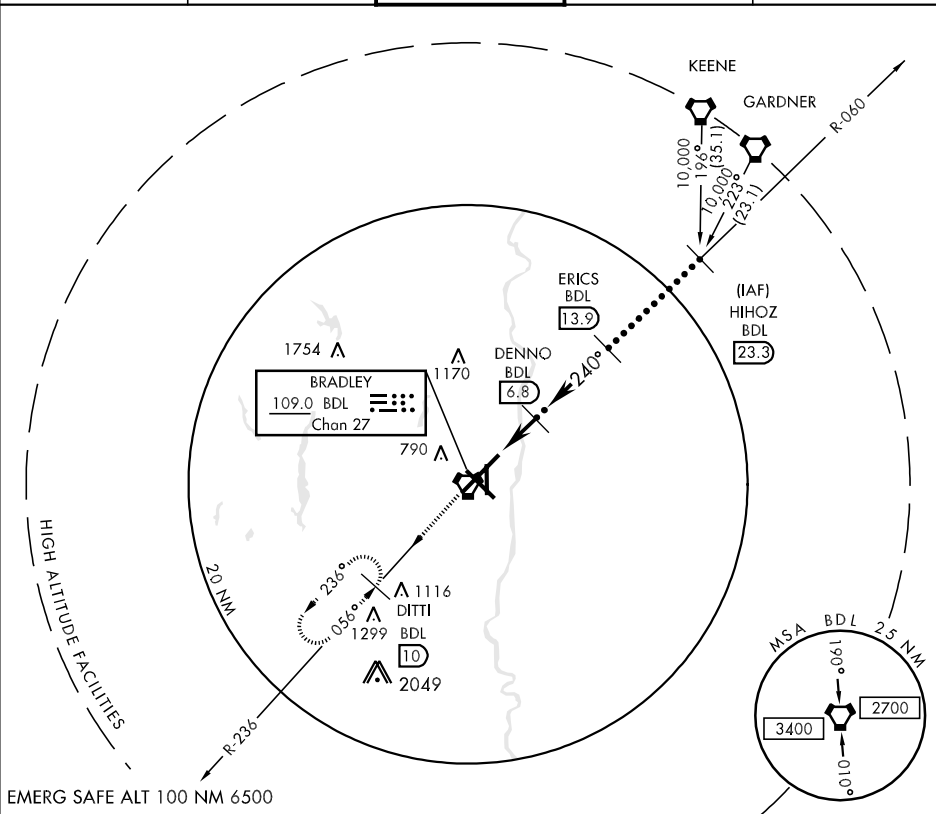 KEENE
GARDNER
R-060
10,000
196°
(35.1)
10,000
223°
(23.1)
(IAF)
HIHOZ
BDL
23.3
ERICS
BDL
13.9
DENNO
BDL
6.8
240°
1754
1170
BRADLEY
109.0 BDL
Chan 27
790
236°
056°
1116
DITTI
1299
BDL
10
2049
20 NM
HIGH ALTITUDE FACILITIES
R-236
MSA BDL 25 NM
190°
2700
3400
010°
EMERG SAFE ALT 100 NM 6500